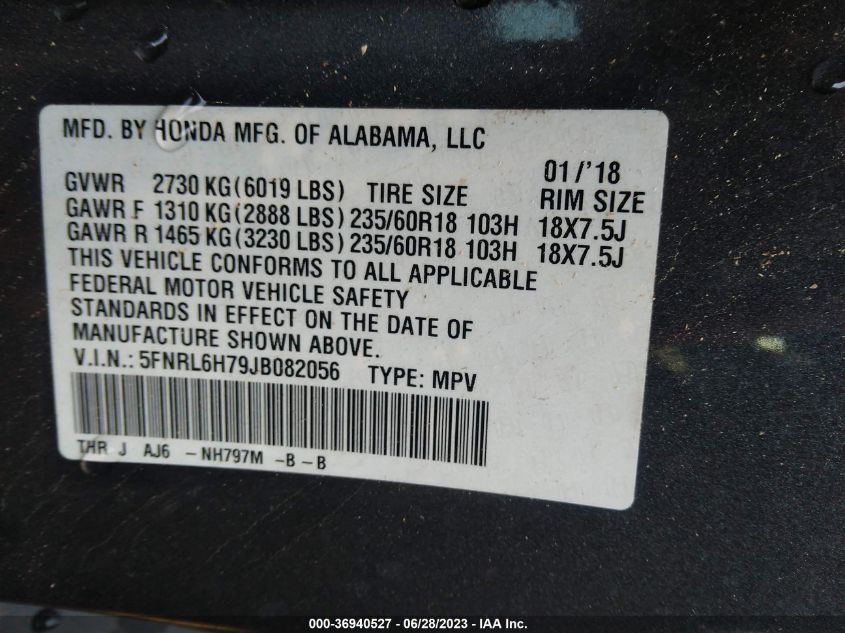 MFD. BY HONDA MFG. OF ALABAMA, LLC
01/'18
GVWR 2730 KG(6019 LBS) TIRE SIZE RIM SIZE
GAWR F 1310 KG(2888 LBS) 235/60R18 103H 18X7.5J
GAWR R 1465 KG(3230 LBS) 235/60R18 103H 18X7.5J
THIS VEHICLE CONFORMS TO ALL APPLICABLE
FEDERAL MOTOR VEHICLE SAFETY
STANDARDS IN EFFECT ON THE DATE OF
MANUFACTURE SHOWN ABOVE.
V.I.N.: 5FNRL6H79JB082056 TYPE: MPV
THR J AJ6 -NH797M -B-B
000-36940527 - 06/28/2023 - IAA Inc.